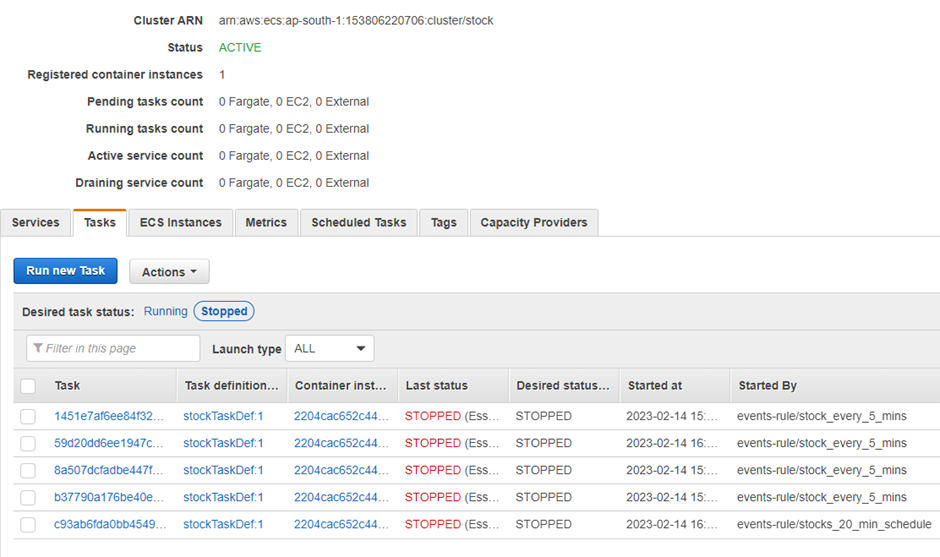 Cluster ARN arn:aws:ecs:ap-south-1:153806220706:cluster/stock
Status ACTIVE
Registered container instances 1
Pending tasks count 0 Fargate, 0 EC2, 0 External
Running tasks count 0 Fargate, 0 EC2, 0 External
Active service count 0 Fargate, 0 EC2, 0 External
Draining service count 0 Fargate, 0 EC2, 0 External
Services Tasks ECS Instances Metrics Scheduled Tasks Tags Capacity Providers
Run new Task Actions
Desired task status: Running Stopped
Filter in this page Launch type ALL
Task Task definition... Container inst... Last status Desired status... Started at Started By
1451e7af6ee84f32... stockTaskDef:1 2204cac652c44... STOPPED (Ess... STOPPED 2023-02-14 15:... events-rule/stock_every_5_mins
59d20dd6ee1947c... stockTaskDef:1 2204cac652c44... STOPPED (Ess... STOPPED 2023-02-14 16:... events-rule/stock_every_5_mins
8a507dcfadbe447f... stockTaskDef:1 2204cac652c44... STOPPED (Ess... STOPPED 2023-02-14 15:... events-rule/stock_every_5_mins
b37790a176be40e... stockTaskDef:1 2204cac652c44... STOPPED (Ess... STOPPED 2023-02-14 15:... events-rule/stock_every_5_mins
c93ab6fda0bb4549... stockTaskDef:1 2204cac652c44... STOPPED (Ess... STOPPED 2023-02-14 16:... events-rule/stocks_20_min_schedule